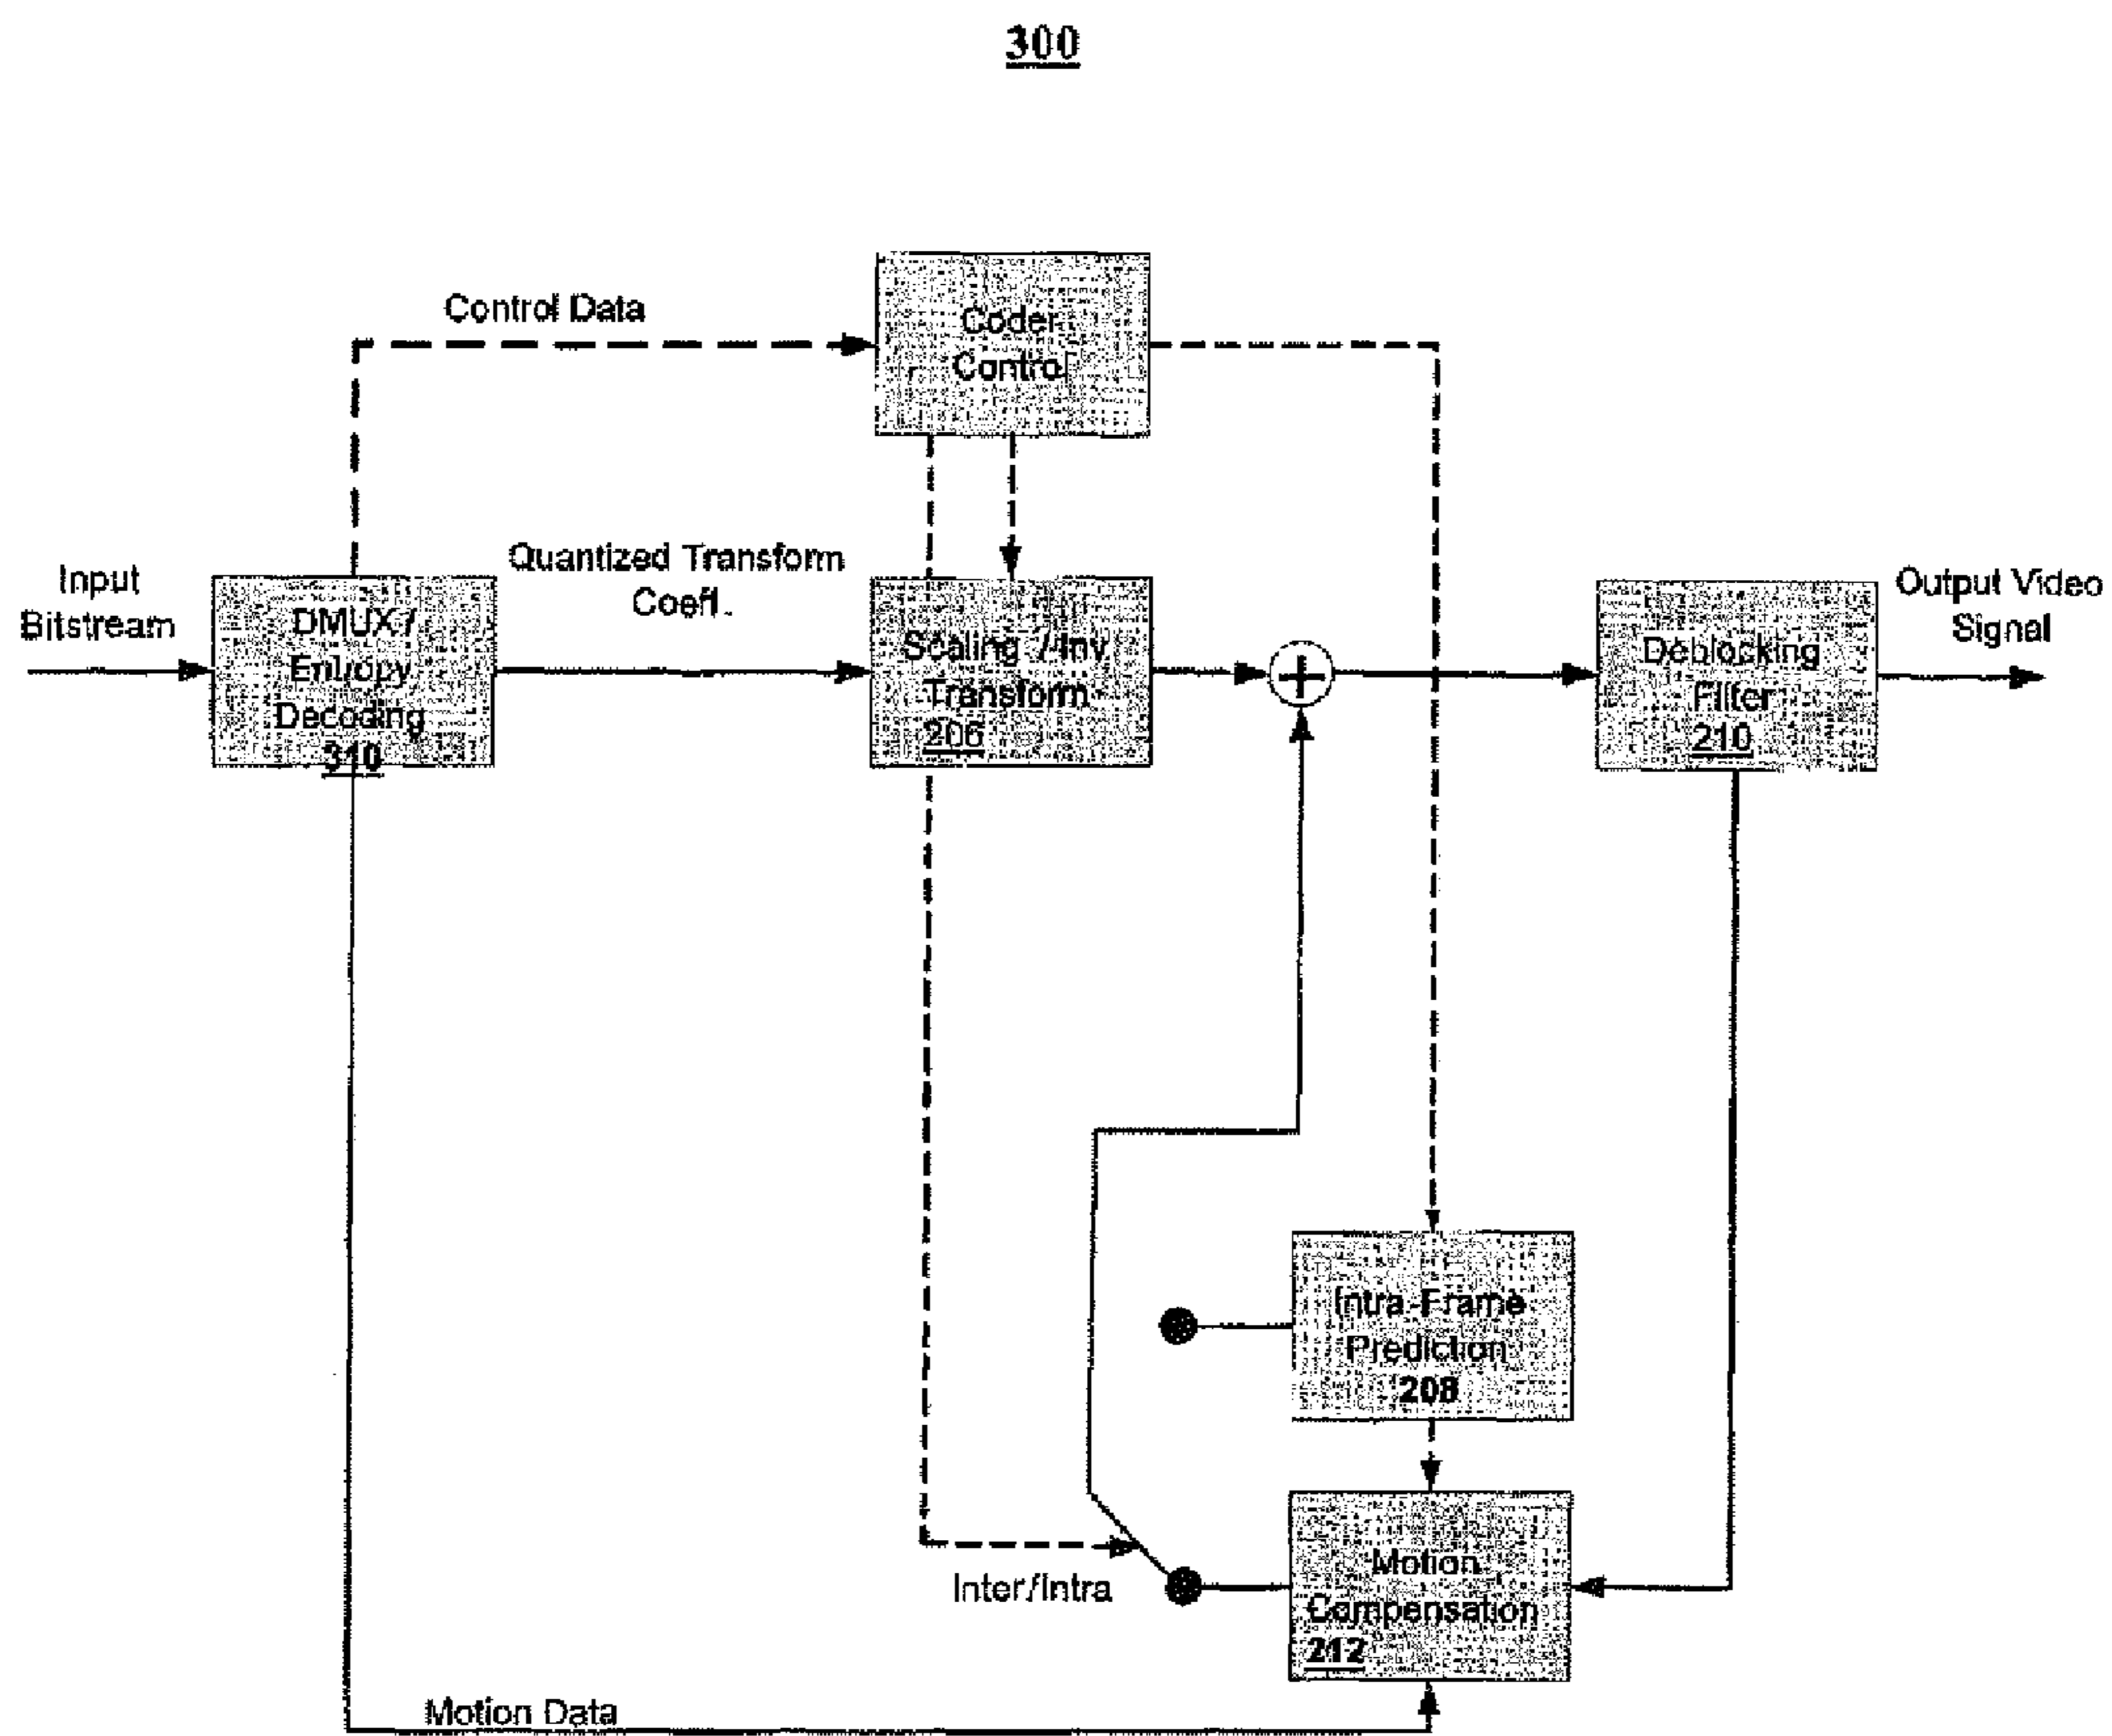 300
Control Data
Coder
Control
Input
Bitstream
DMUX /
Entropy
Decoding
310
Quantized Transform
Coeff.
Scaling / Inv.
Transform
206
Deblocking
Filter
210
Output Video
Signal
Intra-Frame
Prediction
208
Inter/Intra
Motion
Compensation
212
Motion Data